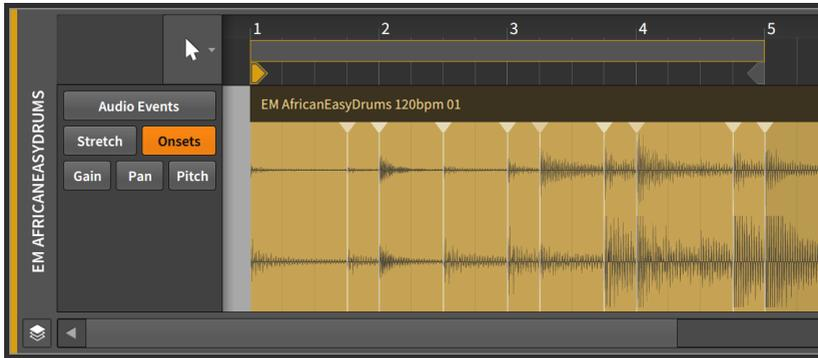 1 2 3 4 5
EM AFRICANEASYDRUMS
Audio Events
EM AfricanEasyDrums 120bpm 01
Stretch Onsets
Gain Pan Pitch